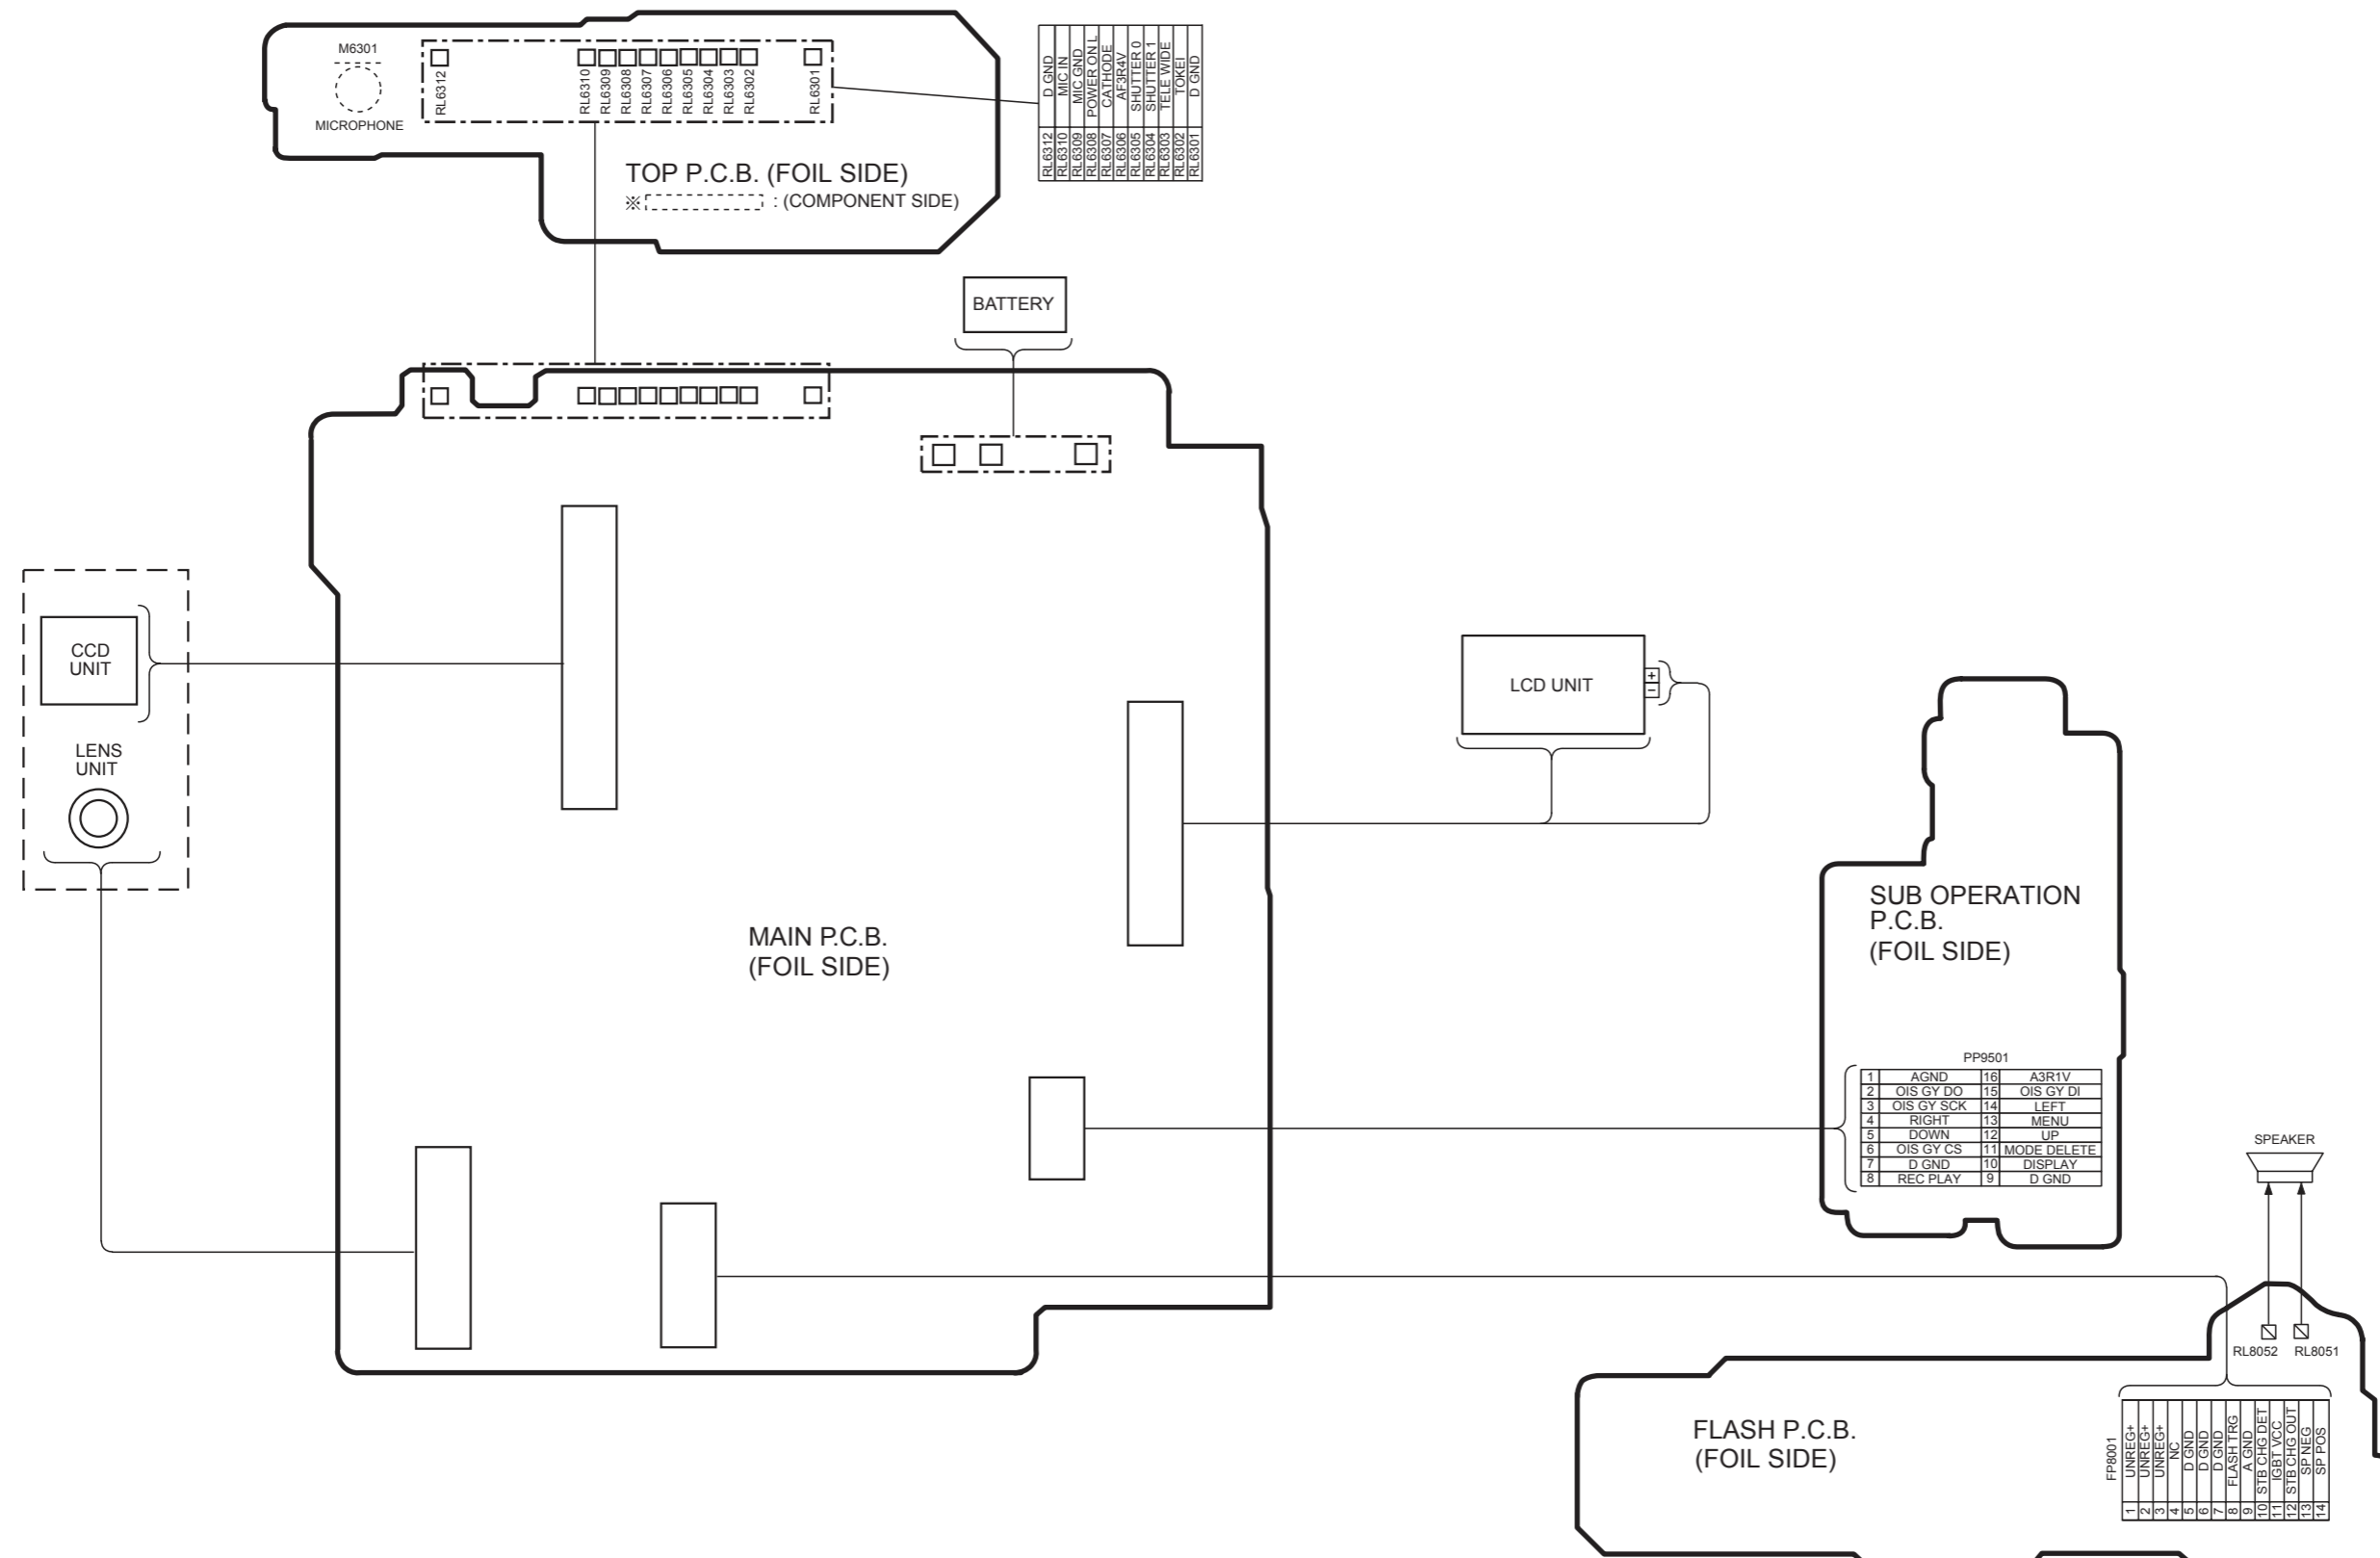 M6301
MICROPHONE
RL6312
RL6310
RL6309
RL6308
RL6307
RL6306
RL6305
RL6304
RL6303
RL6302
RL6301
RL6312 D GND
RL6310 MIC IN
RL6309 MIC GND
RL6308 POWER ON L
RL6307 CATHODE
RL6306 AF3R4V
RL6305 SHUTTER 0
RL6304 SHUTTER 1
RL6303 TELE WIDE
RL6302 TOKEI
RL6301 D GND
TOP P.C.B. (FOIL SIDE)
※ : (COMPONENT SIDE)
BATTERY
CCD
UNIT
LENS
UNIT
LCD UNIT
+
−
MAIN P.C.B.
(FOIL SIDE)
SUB OPERATION
P.C.B.
(FOIL SIDE)
PP9501
1 AGND 16 A3R1V
2 OIS GY DO 15 OIS GY DI
3 OIS GY SCK 14 LEFT
4 RIGHT 13 MENU
5 DOWN 12 UP
6 OIS GY CS 11 MODE DELETE
7 D GND 10 DISPLAY
8 REC PLAY 9 D GND
SPEAKER
RL8052 RL8051
FLASH P.C.B.
(FOIL SIDE)
FP8001
1 UNREG+
2 UNREG+
3 UNREG+
4 NC
5 D GND
6 D GND
7 D GND
8 FLASH TRG
9 A GND
10 STB CHG DET
11 IGBT VCC
12 STB CHG OUT
13 SP NEG
14 SP POS